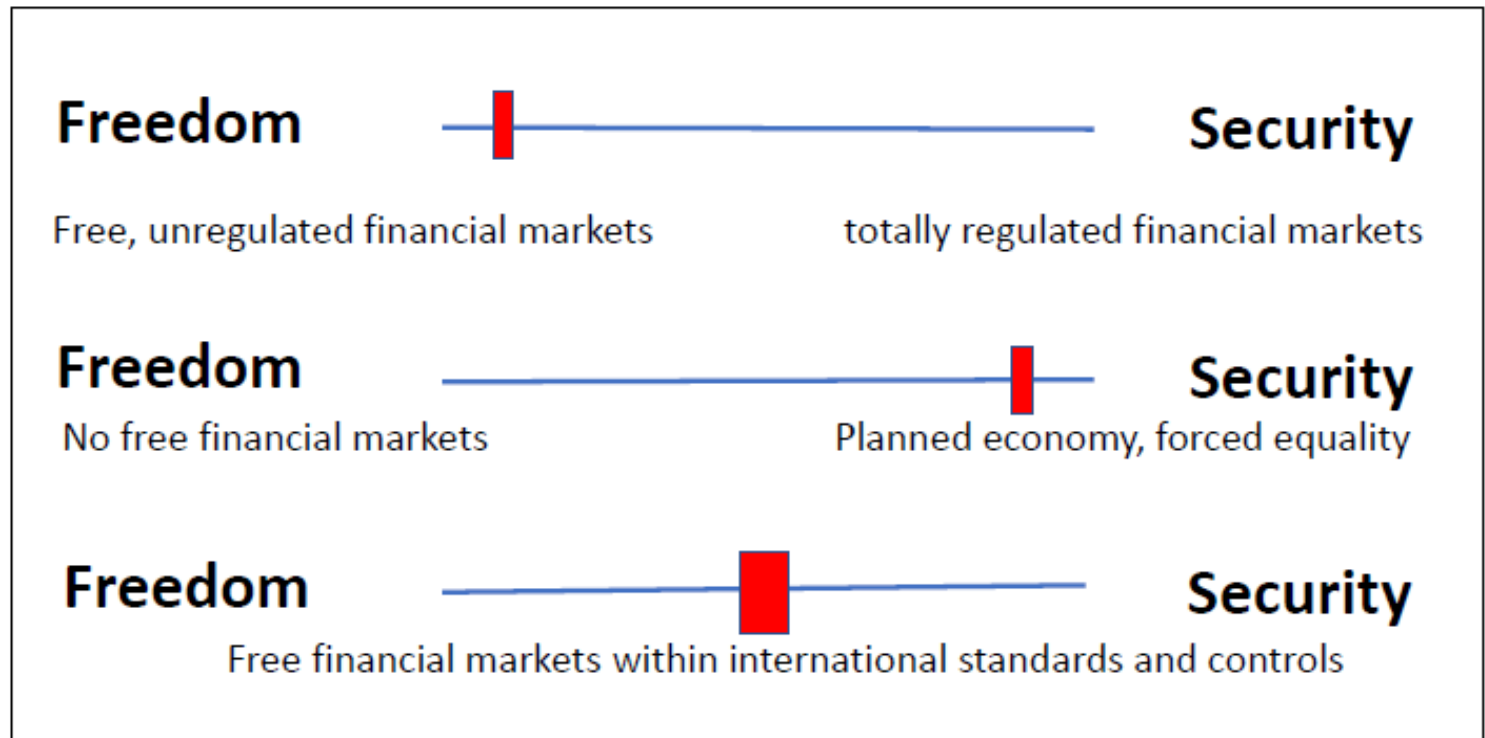 Freedom Security
Free, unregulated financial markets totally regulated financial markets
Freedom Security
No free financial markets Planned economy, forced equality
Freedom Security
Free financial markets within international standards and controls